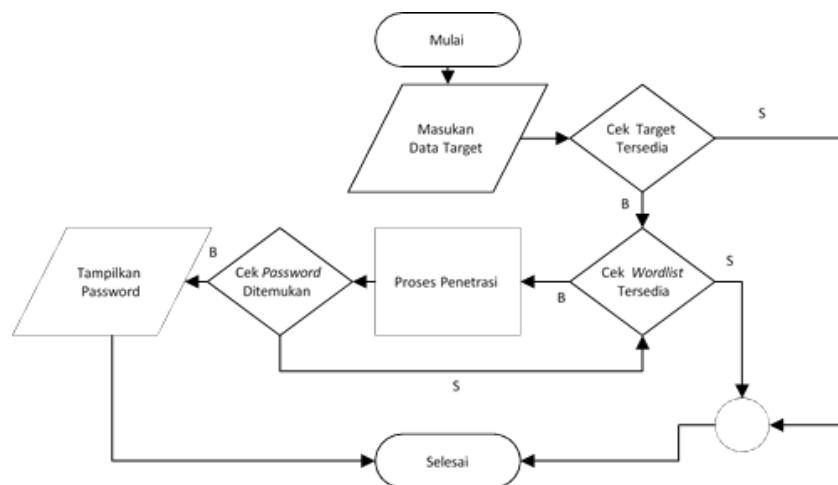 Mulai
Masukan
Data Target
Cek Target
Tersedia
S
B
Cek Wordlist
Tersedia
S
B
Proses Penetrasi
Cek Password
Ditemukan
B
S
Tampilkan
Password
Selesai